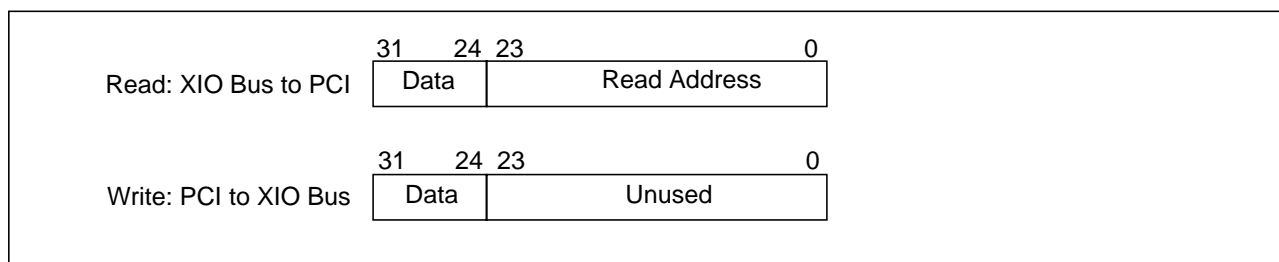 31 24 23 0
Read: XIO Bus to PCI Data Read Address
31 24 23 0
Write: PCI to XIO Bus Data Unused